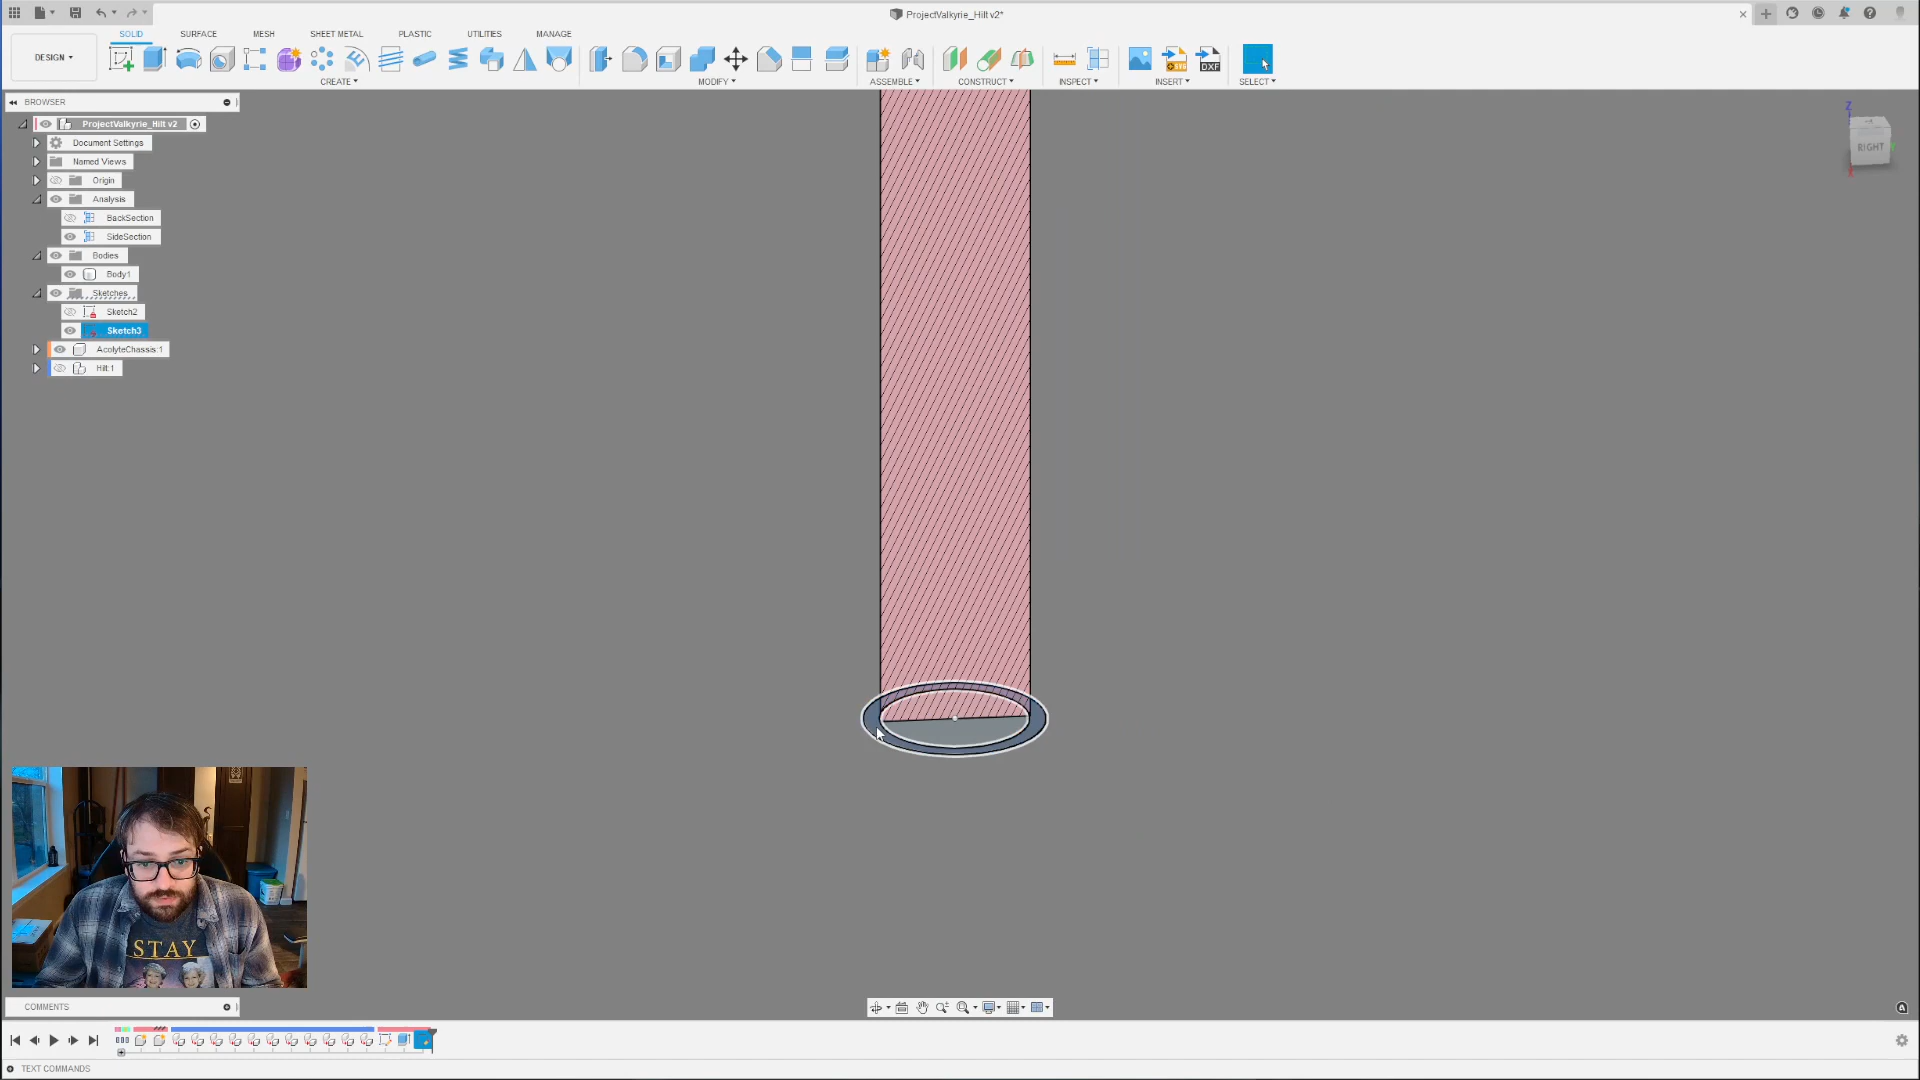 ProjectValkyrie_Hilt v2*
SOLID SURFACE MESH SHEET METAL PLASTIC UTILITIES MANAGE
DESIGN
CREATE MODIFY ASSEMBLE CONSTRUCT INSPECT INSERT SELECT
DXF
BROWSER
ProjectValkyrie_Hilt v2
Document Settings
Named Views
Origin
Analysis
BackSection
SideSection
Bodies
Body1
Sketches
Sketch2
Sketch3
AcolyteChassis:1
Hilt:1
Z
RIGHT
STAY
COMMENTS
TEXT COMMANDS